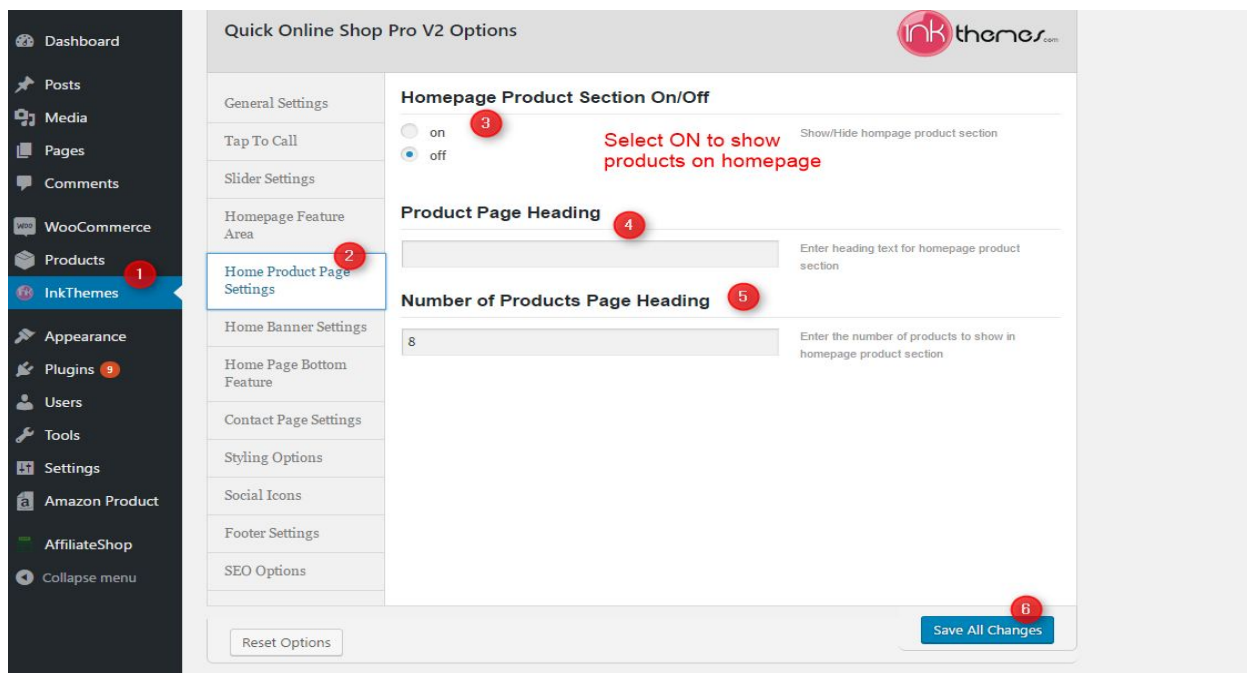 Dashboard
Posts
Media
Pages
Comments
WOO WooCommerce
Products
1
InkThemes
Appearance
Plugins 9
Users
Tools
Settings
a Amazon Product
AffiliateShop
Collapse menu
Quick Online Shop Pro V2 Options
ink themes.com
General Settings
Tap To Call
Slider Settings
Homepage Feature
Area
2
Home Product Page
Settings
Home Banner Settings
Home Page Bottom
Feature
Contact Page Settings
Styling Options
Social Icons
Footer Settings
SEO Options
Homepage Product Section On/Off
on
3
off
Select ON to show
products on homepage
Show/Hide hompage product section
Product Page Heading
4
Enter heading text for homepage product
section
Number of Products Page Heading
5
8
Enter the number of products to show in
homepage product section
6
Reset Options
Save All Changes